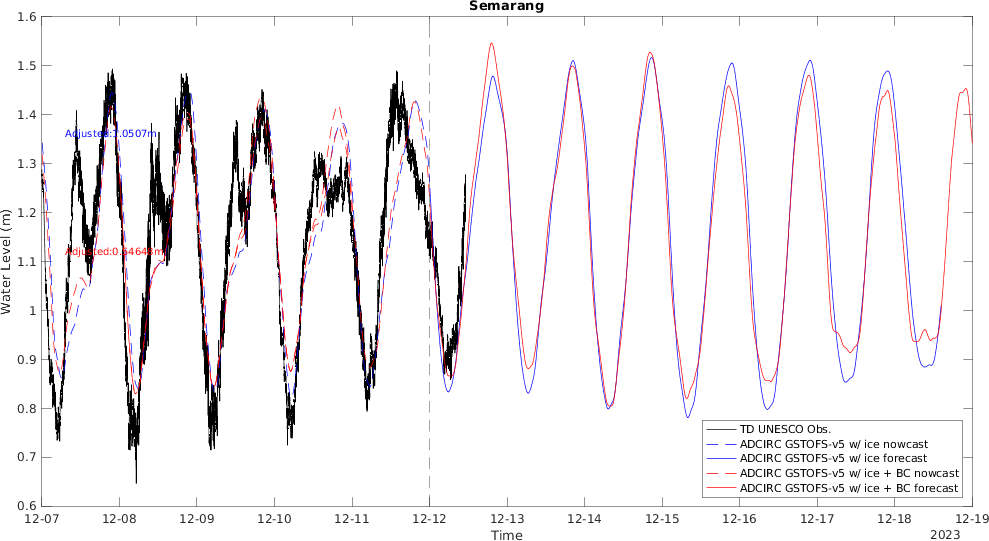 Semarang
1.6
1.5
1.4
1.3
1.2
1.1
1
0.9
0.8
0.7
0.6
Water Level (m)
Adjusted:1.0507m
TD UNESCO Obs.
ADCIRC GSTOFS-v5 w/ ice nowcast
ADCIRC GSTOFS-v5 w/ ice forecast
ADCIRC GSTOFS-v5 w/ ice + BC nowcast
ADCIRC GSTOFS-v5 w/ ice + BC forecast
12-07 12-08 12-09 12-10 12-11 12-12 12-13 12-14 12-15 12-16 12-17 12-18 12-19
Time
2023